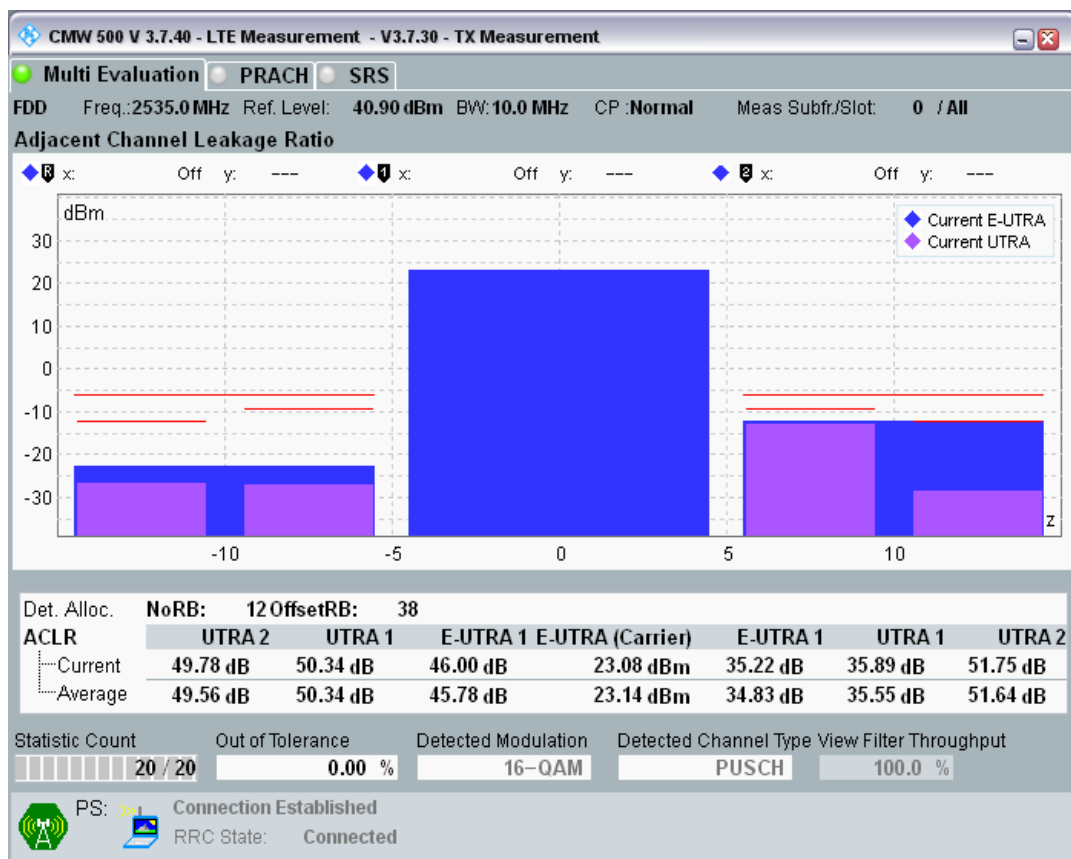 CMW 500 V 3.7.40 - LTE Measurement - V3.7.30 - TX Measurement
Multi Evaluation PRACH SRS
FDD Freq.:2535.0 MHz Ref. Level: 40.90 dBm BW:10.0 MHz CP :Normal Meas Subfr./Slot: 0 / All
Adjacent Channel Leakage Ratio
R x: Off y: --- 1 x: Off y: --- 2 x: Off y: ---
dBm
Current E-UTRA
Current UTRA
30
20
10
0
-10
-20
-30
z
-10 -5 0 5 10
Det. Alloc. NoRB: 12 OffsetRB: 38
ACLR UTRA 2 UTRA 1 E-UTRA 1 E-UTRA (Carrier) E-UTRA 1 UTRA 1 UTRA 2
Current 49.78 dB 50.34 dB 46.00 dB 23.08 dBm 35.22 dB 35.89 dB 51.75 dB
Average 49.56 dB 50.34 dB 45.78 dB 23.14 dBm 34.83 dB 35.55 dB 51.64 dB
Statistic Count Out of Tolerance Detected Modulation Detected Channel Type View Filter Throughput
20 / 20 0.00 % 16-QAM PUSCH 100.0 %
PS: Connection Established
RRC State: Connected